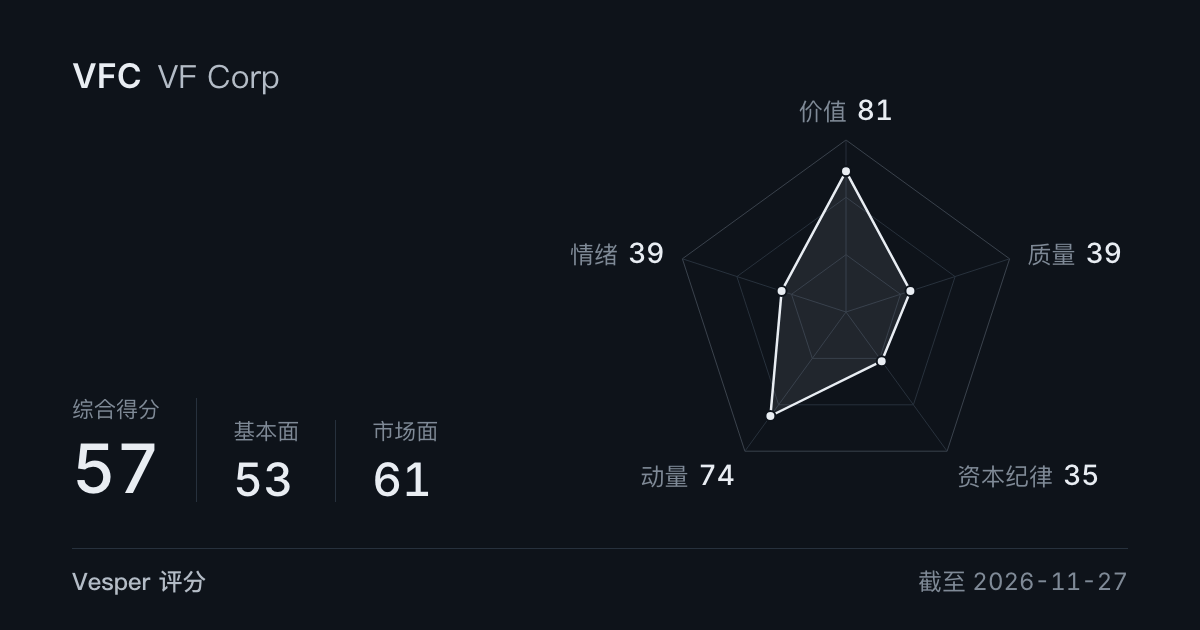 VFC VF Corp
价值 81
情绪 39
质量 39
动量 74
资本纪律 35
综合得分
57
基本面
53
市场面
61
Vesper 评分
截至 2026-11-27